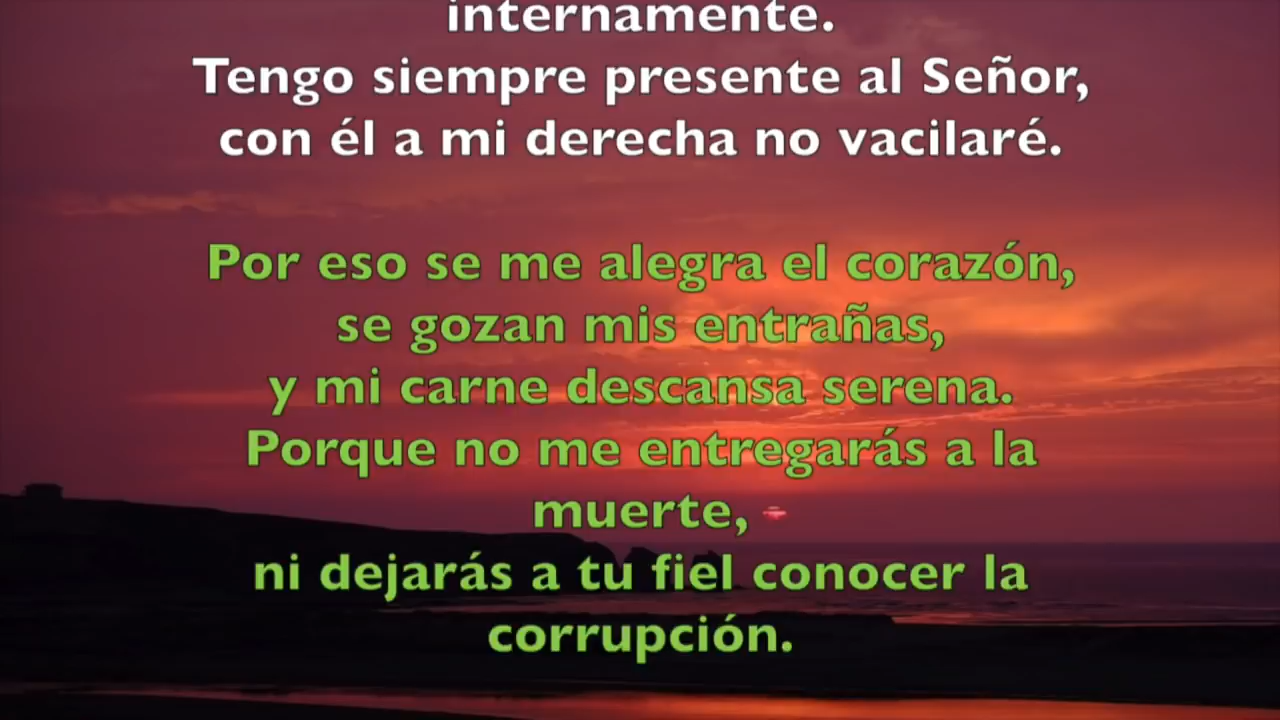 internamente.
Tengo siempre presente al Señor,
con él a mi derecha no vacilaré.
Por eso se me alegra el corazón,
se gozan mis entrañas,
y mi carne descansa serena.
Porque no me entregarás a la
muerte,
ni dejarás a tu fiel conocer la
corrupción.